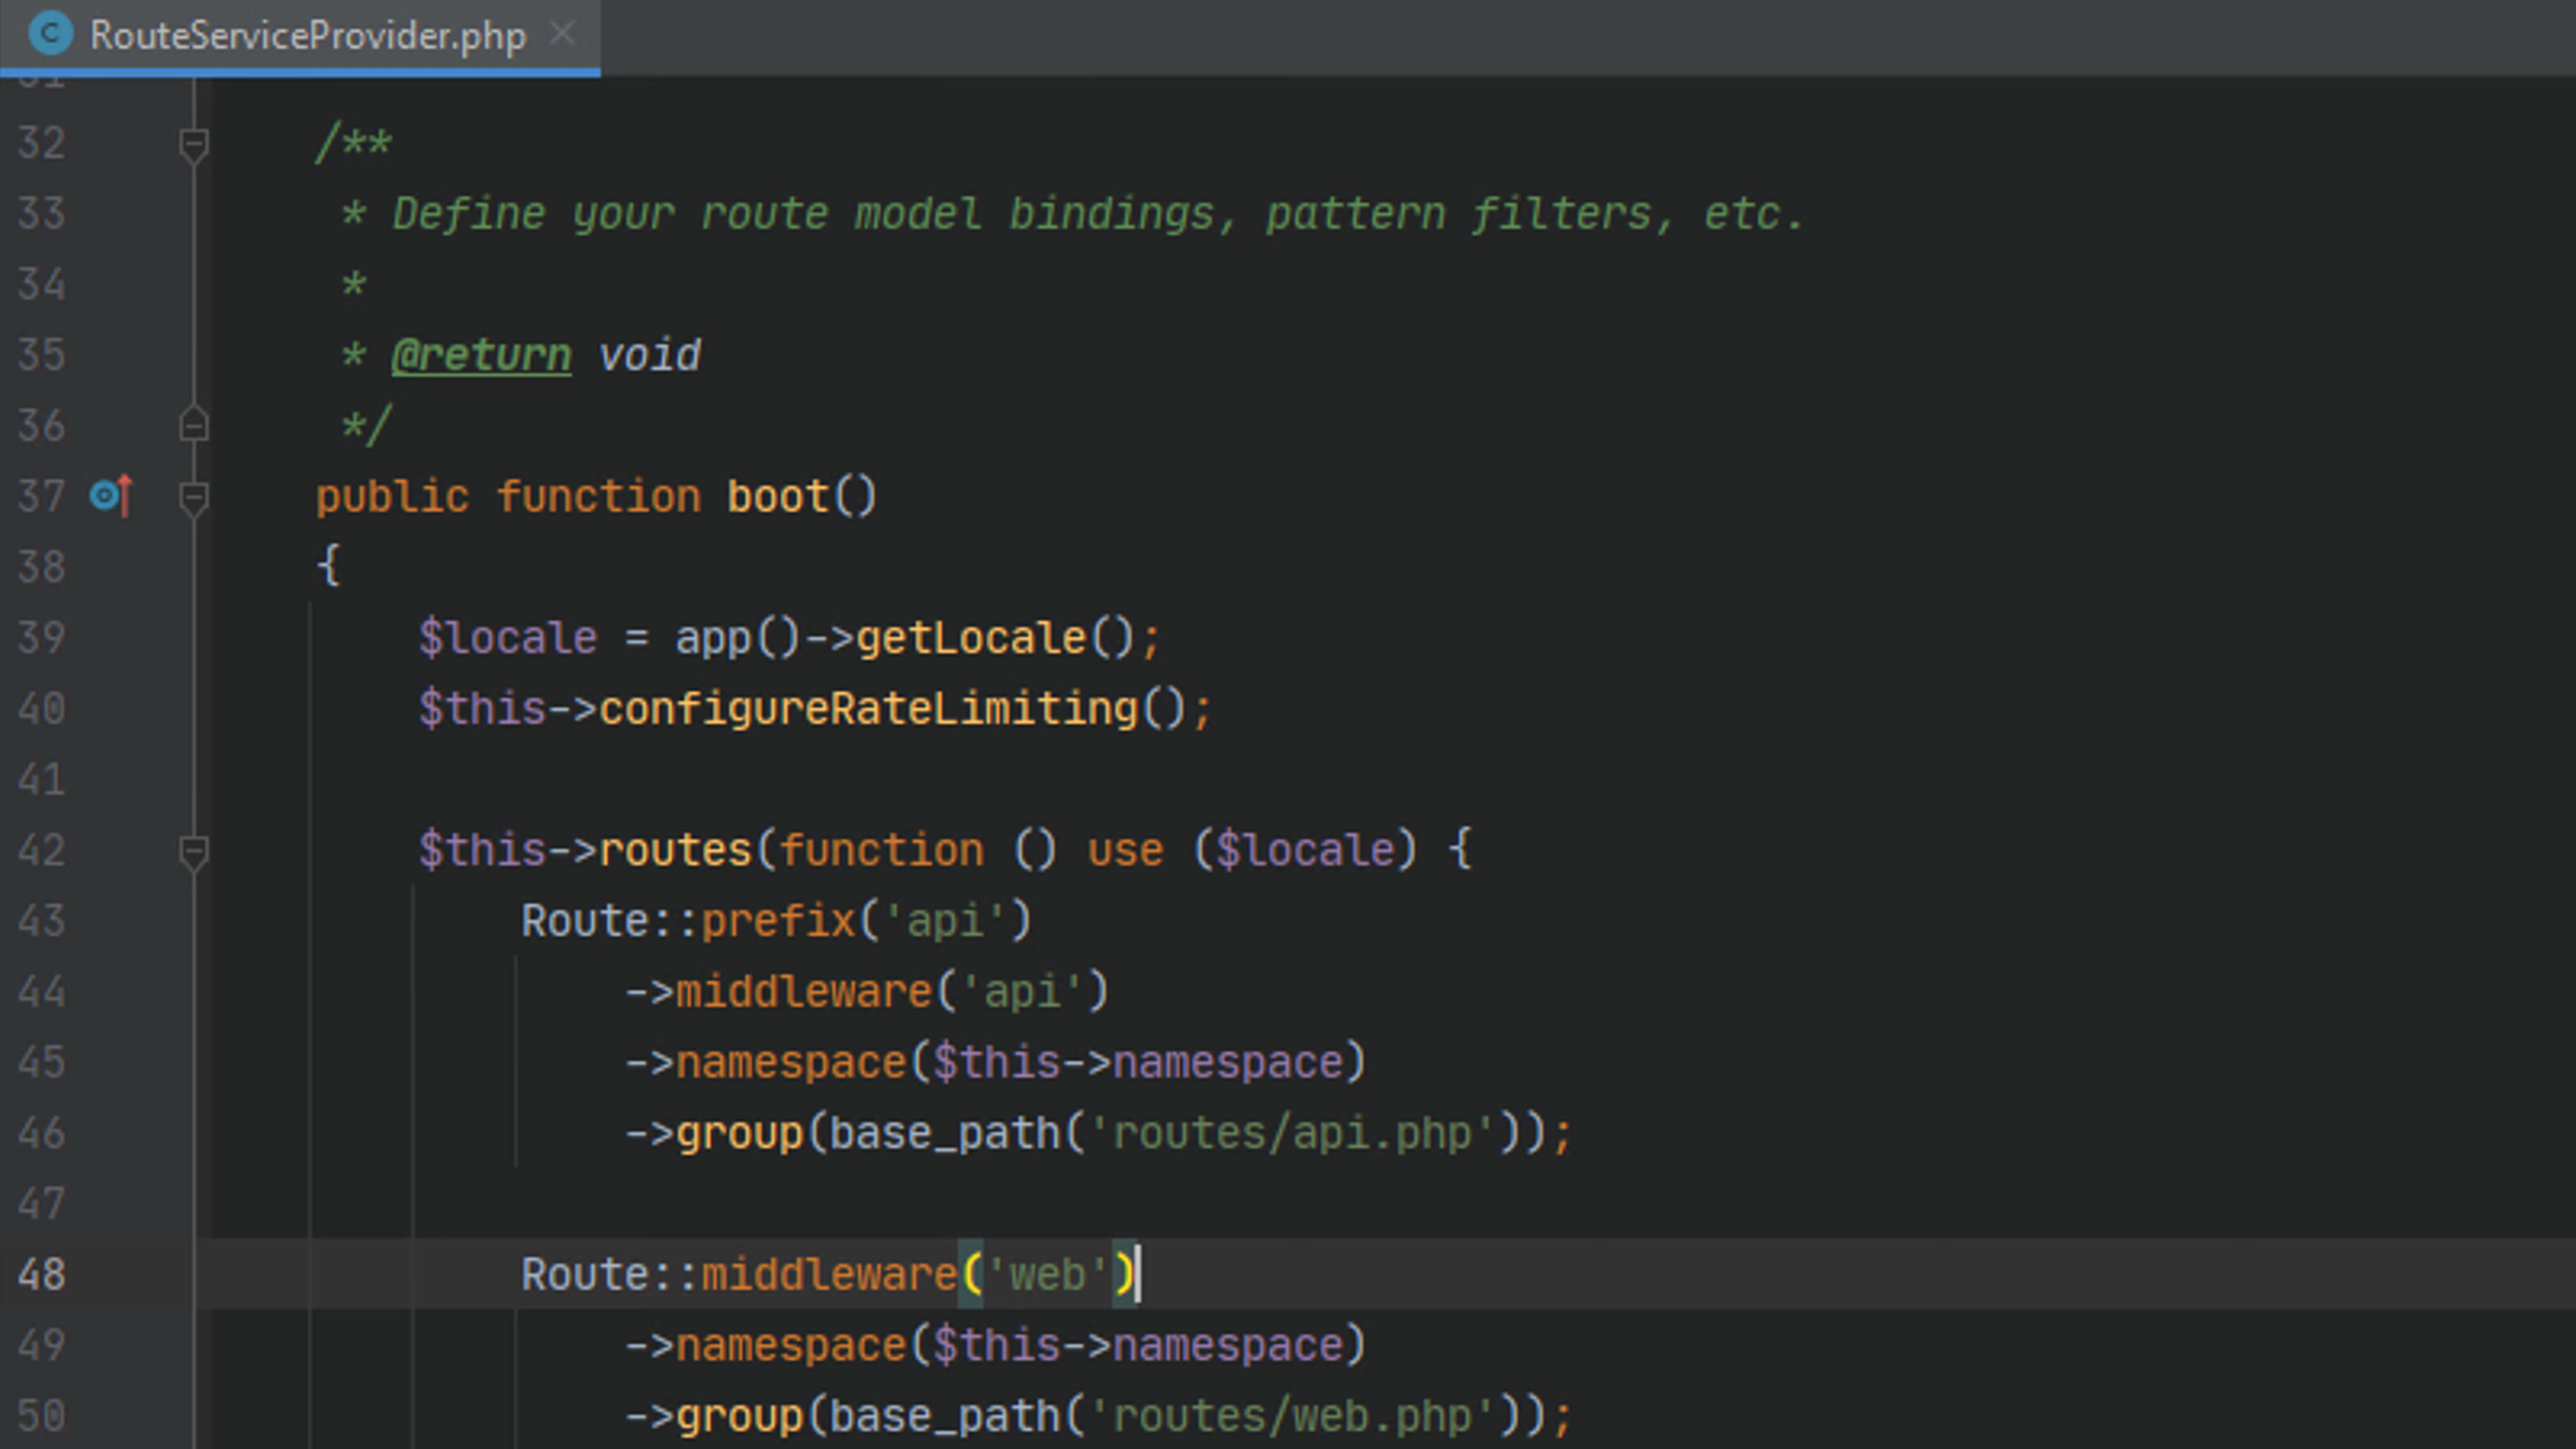 RouteServiceProvider.php
31
32 /**
33 * Define your route model bindings, pattern filters, etc.
34 *
35 * @return void
36 */
37 public function boot()
38 {
39 $locale = app()->getLocale();
40 $this->configureRateLimiting();
41
42 $this->routes(function () use ($locale) {
43 Route::prefix('api')
44 ->middleware('api')
45 ->namespace($this->namespace)
46 ->group(base_path('routes/api.php'));
47
48 Route::middleware('web')
49 ->namespace($this->namespace)
50 ->group(base_path('routes/web.php'));